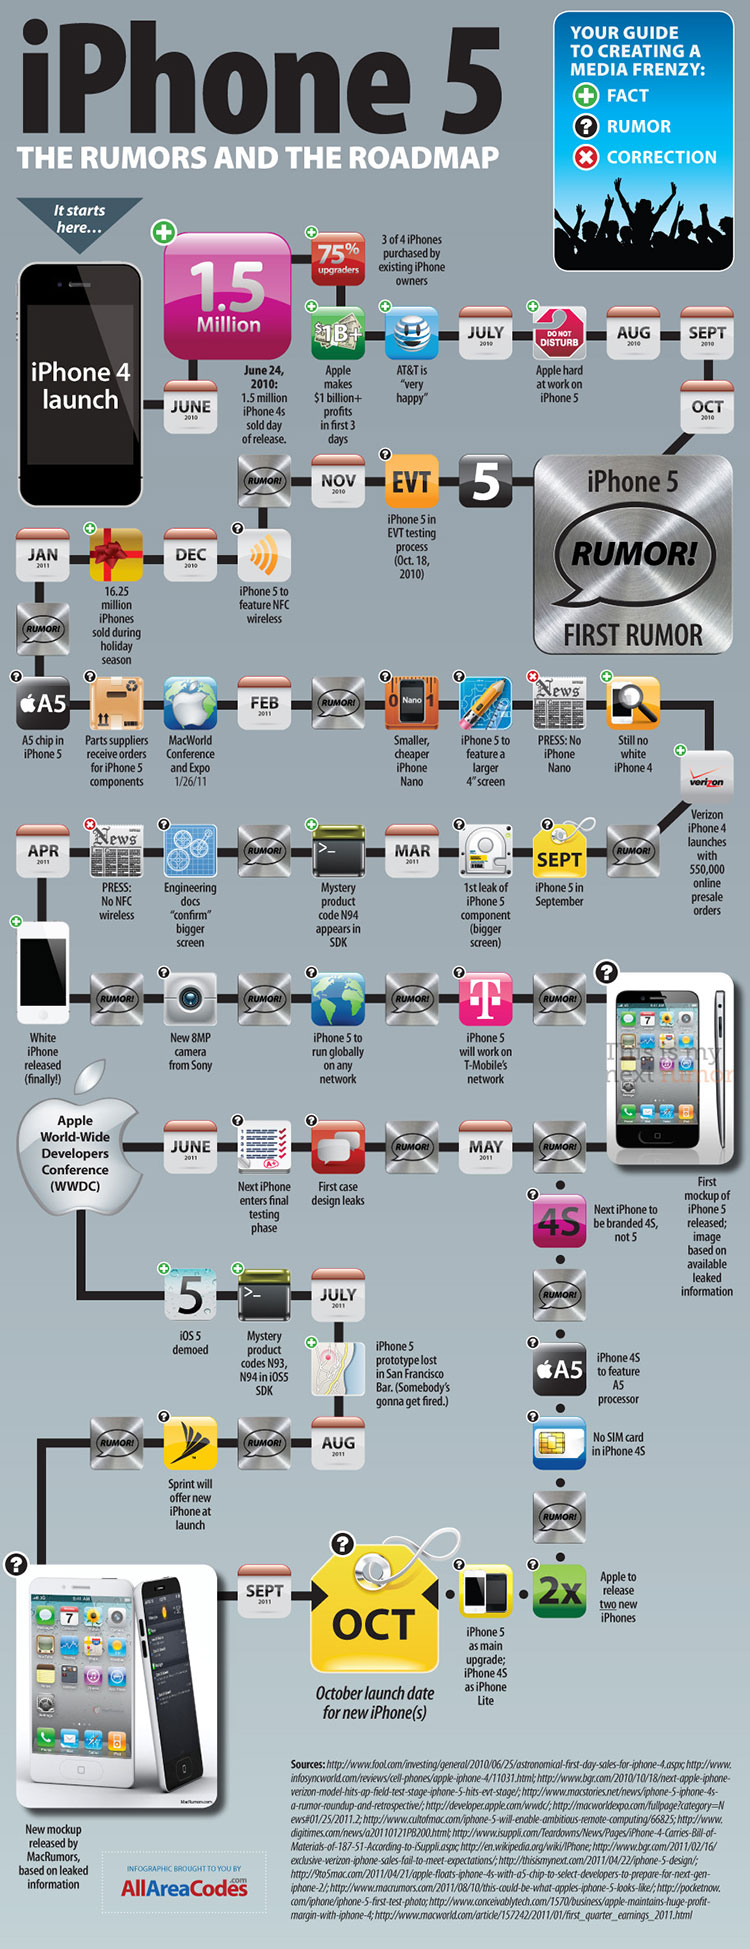 iPhone 5
THE RUMORS AND THE ROADMAP
YOUR GUIDE
TO CREATING A
MEDIA FRENZY:
FACT
RUMOR
CORRECTION
It starts
here...
iPhone 4
launch
JUNE
2010
1.5
Million
June 24,
2010:
1.5 million
iPhone 4s
sold day
of release.
75%
upgraders
3 of 4 iPhones
purchased by
existing iPhone
owners
$1B+
Apple
makes
$1 billion+
profits
in first 3
days
AT&T is
"very
happy"
JULY
2010
DO NOT
DISTURB
Apple hard
at work on
iPhone 5
AUG
2010
SEPT
2010
OCT
2010
iPhone 5
RUMOR!
FIRST RUMOR
5
EVT
iPhone 5 in
EVT testing
process
(Oct. 18,
2010)
NOV
2010
RUMOR!
iPhone 5 to
feature NFC
wireless
DEC
2010
16.25
million
iPhones
sold during
holiday
season
JAN
2011
RUMOR!
A5
A5 chip in
iPhone 5
Parts suppliers
receive orders
for iPhone 5
components
MacWorld
Conference
and Expo
1/26/11
FEB
2011
RUMOR!
0 Nano 1
Smaller,
cheaper
iPhone
Nano
iPhone 5 to
feature a
larger
4" screen
News
PRESS: No
iPhone
Nano
Still no
white
iPhone 4
verizon
Verizon
iPhone 4
launches
with
550,000
online
presale
orders
RUMOR!
SEPT
iPhone 5 in
September
1st leak of
iPhone 5
component
(bigger
screen)
MAR
2011
>_
Mystery
product
code N94
appears in
SDK
RUMOR!
Engineering
docs
"confirm"
bigger
screen
News
PRESS:
No NFC
wireless
APR
2011
White
iPhone
released
(finally!)
RUMOR!
New 8MP
camera
from Sony
RUMOR!
iPhone 5 to
run globally
on any
network
RUMOR!
T
iPhone 5
will work on
T-Mobile's
network
RUMOR!
This is my
next rumor
First
mockup of
iPhone 5
released;
image
based on
available
leaked
information
RUMOR!
MAY
2011
RUMOR!
First case
design leaks
A+
Next iPhone
enters final
testing
phase
JUNE
2011
Apple
World-Wide
Developers
Conference
(WWDC)
4S
Next iPhone to
be branded 4S,
not 5
RUMOR!
A5
iPhone 4S
to feature
A5
processor
No SIM card
in iPhone 4S
RUMOR!
2x
Apple to
release
two new
iPhones
iPhone 5
as main
upgrade;
iPhone 4S
as iPhone
Lite
5
iOS 5
demoed
>_
Mystery
product
codes N93,
N94 in iOS5
SDK
JULY
2011
iPhone 5
prototype lost
in San Francisco
Bar. (Somebody's
gonna get fired.)
AUG
2011
RUMOR!
Sprint will
offer new
iPhone at
launch
RUMOR!
MacRumors.com
New mockup
released by
MacRumors,
based on leaked
information
SEPT
2011
OCT
October launch date
for new iPhone(s)
INFOGRAPHIC BROUGHT TO YOU BY
AllAreaCodes.com
Sources: http://www.fool.com/investing/general/2010/06/25/astronomical-first-day-sales-for-iphone-4.aspx; http://www.
infosyncworld.com/reviews/cell-phones/apple-iphone-4/11031.html; http://www.bgr.com/2010/10/18/next-apple-iphone-
verizon-model-hits-ap-field-test-stage-iphone-5-hits-evt-stage/; http://www.macstories.net/news/iphone-5-iphone-4s-
a-rumor-roundup-and-retrospective/; http://developer.apple.com/wwdc/; http://macworldexpo.com/fullpage?category=N
ews#01/25/2011.2; http://www.cultofmac.com/iphone-5-will-enable-ambitious-remote-computing/66825; http://www.
digitimes.com/news/a20110121PB200.html; http://www.isuppli.com/Teardowns/News/Pages/iPhone-4-Carries-Bill-of-
Materials-of-187-51-According-to-iSuppli.aspx; http://en.wikipedia.org/wiki/IPhone; http://www.bgr.com/2011/02/16/
exclusive-verizon-iphone-sales-fail-to-meet-expectations/; http://thisismynext.com/2011/04/22/iphone-5-design/;
http://9to5mac.com/2011/04/21/apple-floats-iphone-4s-with-a5-chip-to-select-developers-to-prepare-for-next-gen-
iphone-2/; http://www.macrumors.com/2011/08/10/this-could-be-what-apples-iphone-5-looks-like/; http://pocketnow.
com/iphone/iphone-5-first-test-photo; http://www.conceivablytech.com/1570/business/apple-maintains-huge-profit-
margin-with-iphone-4; http://www.macworld.com/article/157242/2011/01/first_quarter_earnings_2011.html